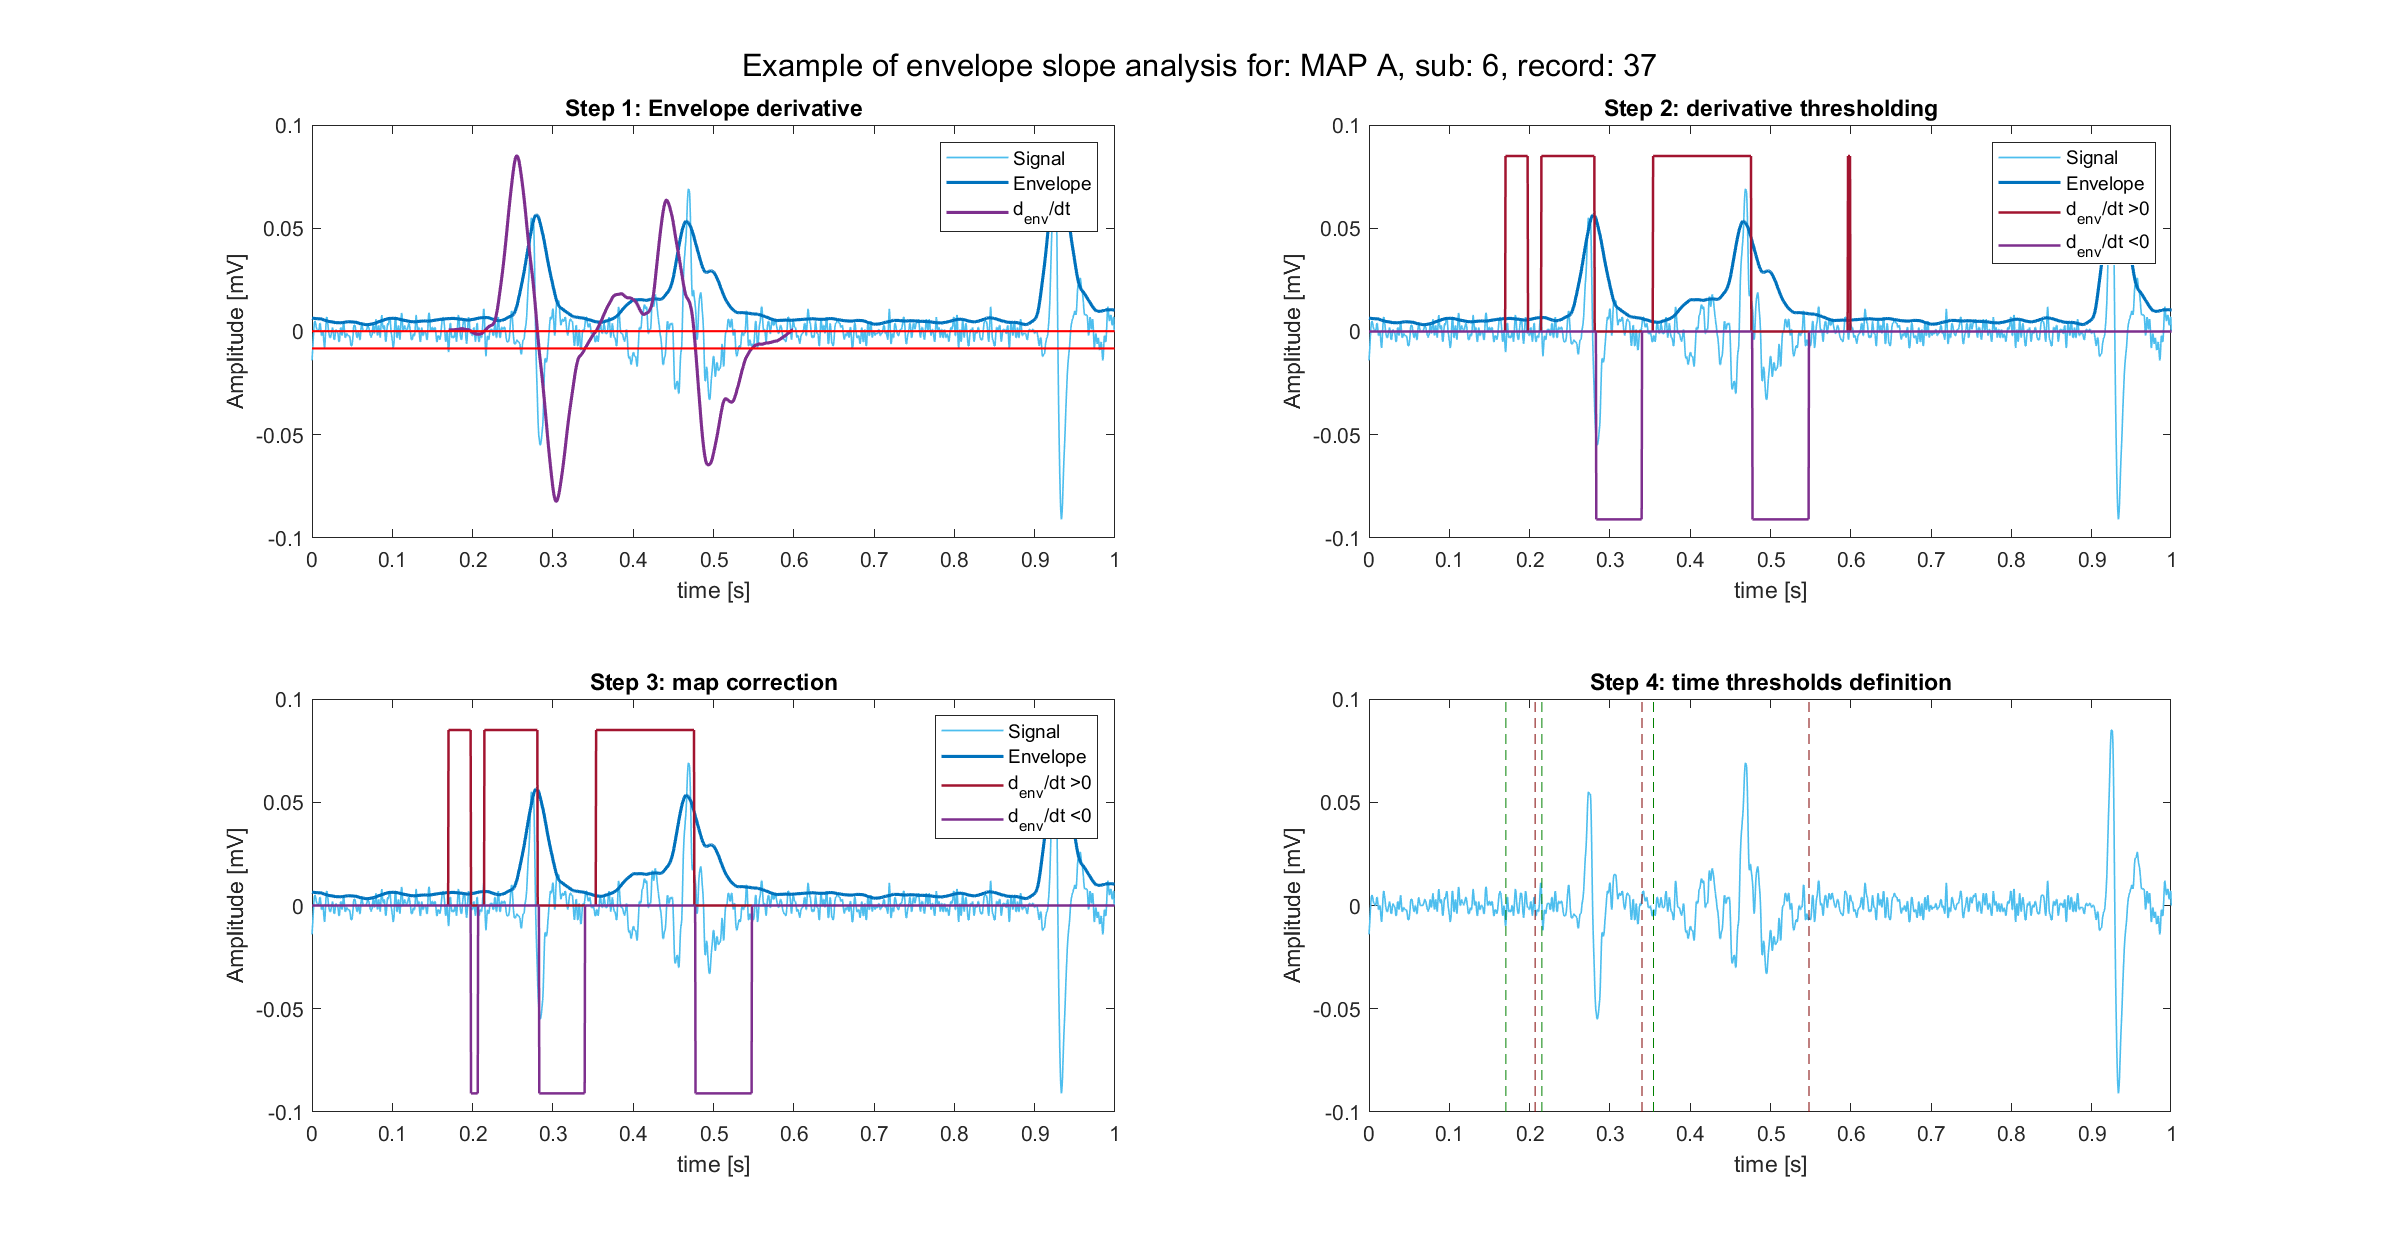 Example of envelope slope analysis for: MAP A, sub: 6, record: 37
Step 1: Envelope derivative
0.1
0.05
0
-0.05
-0.1
Amplitude [mV]
0 0.1 0.2 0.3 0.4 0.5 0.6 0.7 0.8 0.9 1
time [s]
Signal
Envelope
d_env/dt
Step 2: derivative thresholding
0.1
0.05
0
-0.05
-0.1
Amplitude [mV]
0 0.1 0.2 0.3 0.4 0.5 0.6 0.7 0.8 0.9 1
time [s]
Signal
Envelope
d_env/dt >0
d_env/dt <0
Step 3: map correction
0.1
0.05
0
-0.05
-0.1
Amplitude [mV]
0 0.1 0.2 0.3 0.4 0.5 0.6 0.7 0.8 0.9 1
time [s]
Signal
Envelope
d_env/dt >0
d_env/dt <0
Step 4: time thresholds definition
0.1
0.05
0
-0.05
-0.1
Amplitude [mV]
0 0.1 0.2 0.3 0.4 0.5 0.6 0.7 0.8 0.9 1
time [s]